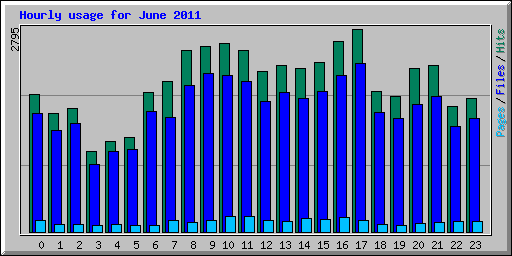 Hourly usage for June 2011
2795
Pages/Files/Hits
0 1 2 3 4 5 6 7 8 9 10 11 12 13 14 15 16 17 18 19 20 21 22 23